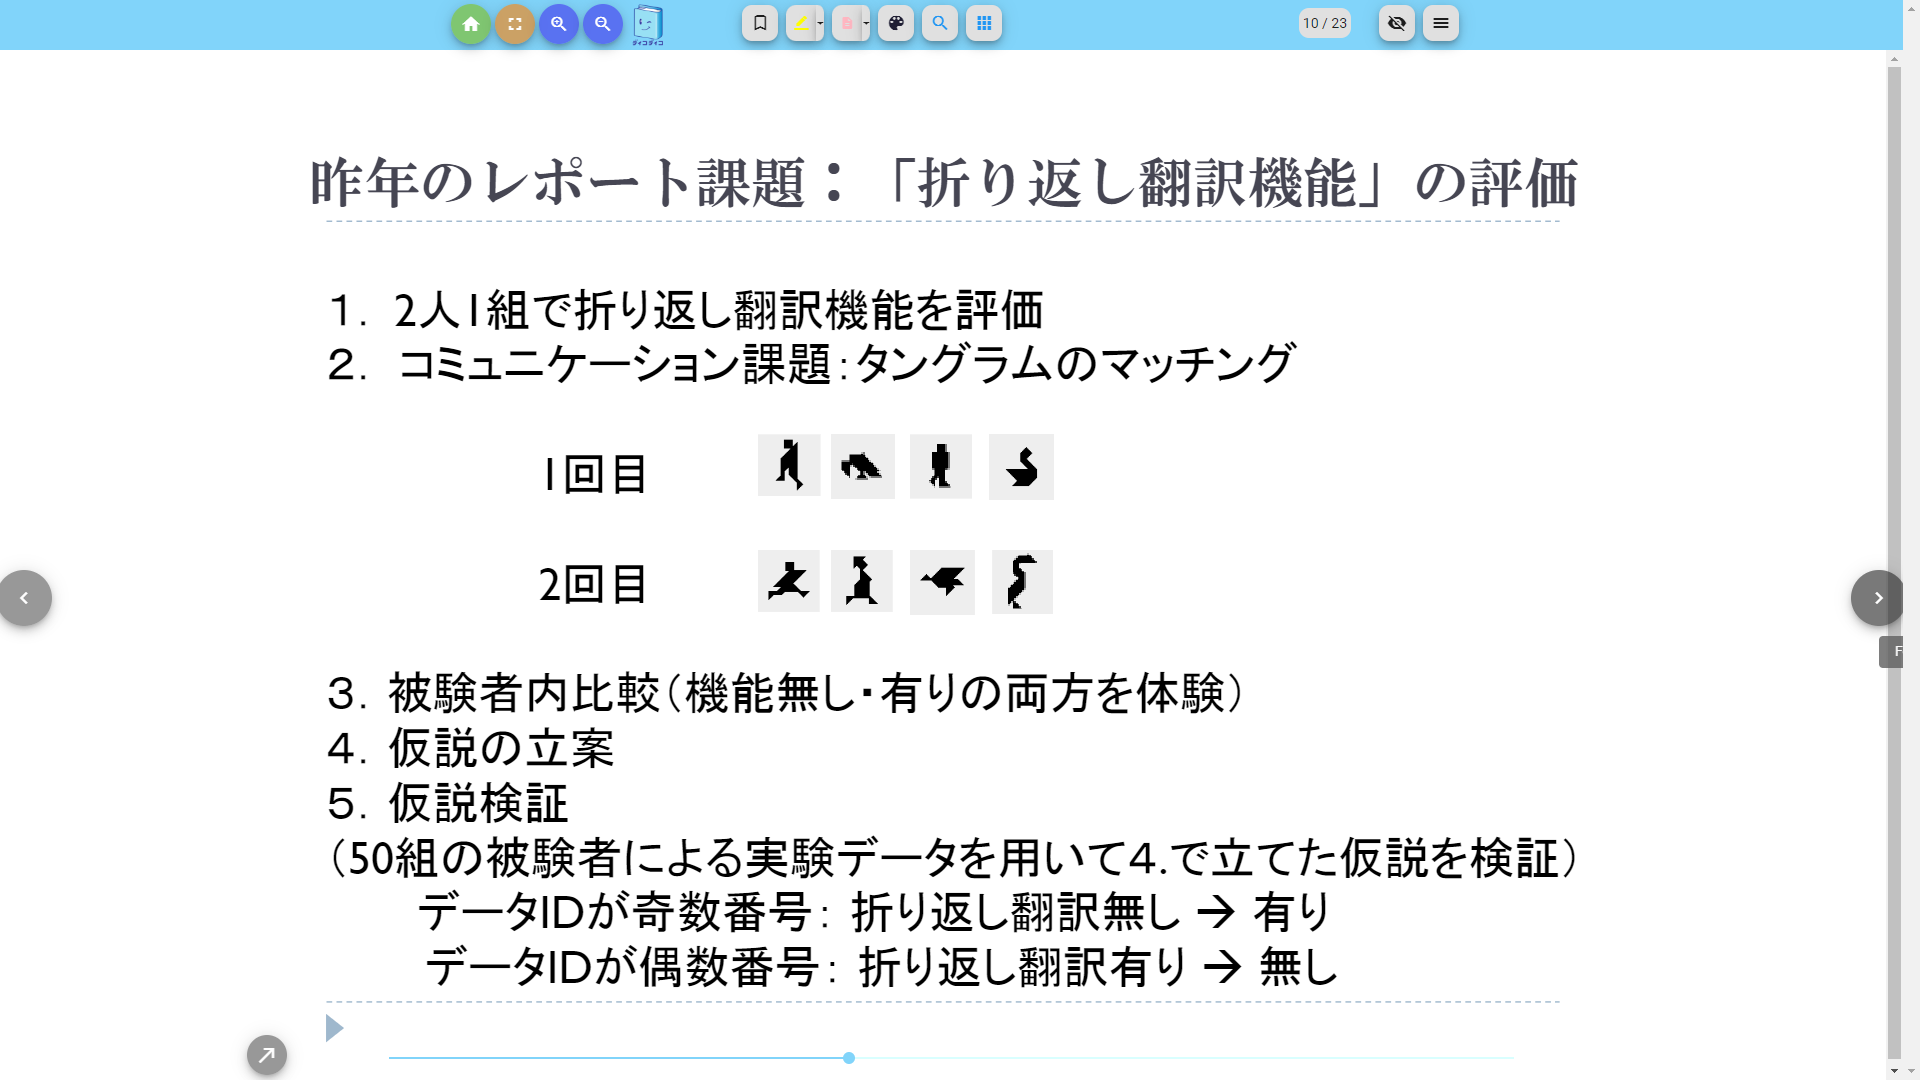 ダィコダィコ
10 / 23
昨年のレポート課題：「折り返し翻訳機能」の評価
１．2人1組で折り返し翻訳機能を評価
２． コミュニケーション課題：タングラムのマッチング
1回目
2回目
３．被験者内比較（機能無し・有りの両方を体験）
４．仮説の立案
５．仮説検証
（50組の被験者による実験データを用いて４.で立てた仮説を検証）
データIDが奇数番号： 折り返し翻訳無し → 有り
データIDが偶数番号： 折り返し翻訳有り → 無し
F